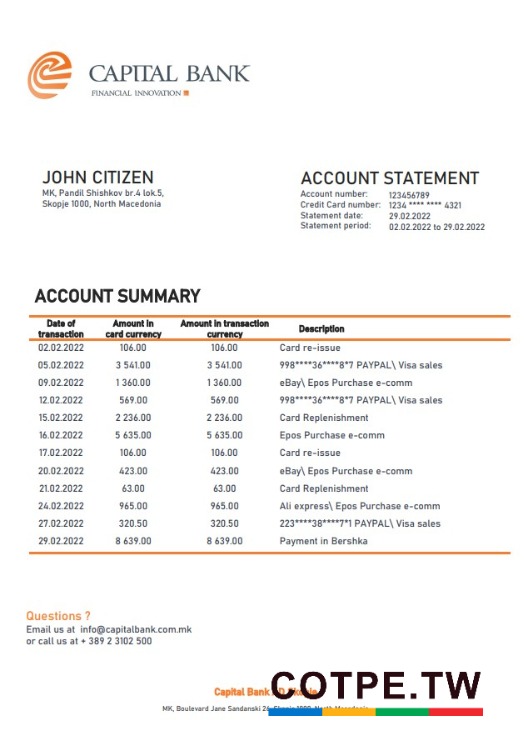 CAPITAL BANK
FINANCIAL INNOVATION
JOHN CITIZEN
MK, Pandil Shishkov br.4 lok.5,
Skopje 1000, North Macedonia
ACCOUNT STATEMENT
Account number: 123456789
Credit Card number: 1234 **** **** 4321
Statement date: 29.02.2022
Statement period: 02.02.2022 to 29.02.2022
ACCOUNT SUMMARY
Date of transaction Amount in card currency Amount in transaction currency Description
02.02.2022 106.00 106.00 Card re-issue
05.02.2022 3 541.00 3 541.00 998****36****8*7 PAYPAL\ Visa sales
09.02.2022 1 360.00 1 360.00 eBay\ Epos Purchase e-comm
12.02.2022 569.00 569.00 998****36****8*7 PAYPAL\ Visa sales
15.02.2022 2 236.00 2 236.00 Card Replenishment
16.02.2022 5 635.00 5 635.00 Epos Purchase e-comm
17.02.2022 106.00 106.00 Card re-issue
20.02.2022 423.00 423.00 eBay\ Epos Purchase e-comm
21.02.2022 63.00 63.00 Card Replenishment
24.02.2022 965.00 965.00 Ali express\ Epos Purchase e-comm
27.02.2022 320.50 320.50 223****38****7*1 PAYPAL\ Visa sales
29.02.2022 8 639.00 8 639.00 Payment in Bershka
Questions ?
Email us at info@capitalbank.com.mk
or call us at + 389 2 3102 500
Capital Bank
COTPE.TW
MK, Boulevard Jane Sandanski